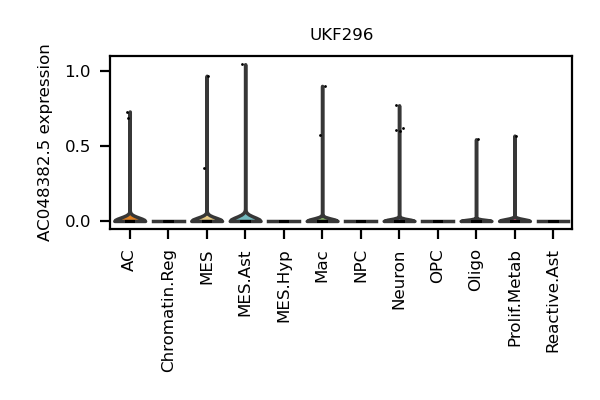 UKF296
AC048382.5 expression
1.0
0.5
0.0
AC
Chromatin.Reg
MES
MES.Ast
MES.Hyp
Mac
NPC
Neuron
OPC
Oligo
Prolif.Metab
Reactive.Ast